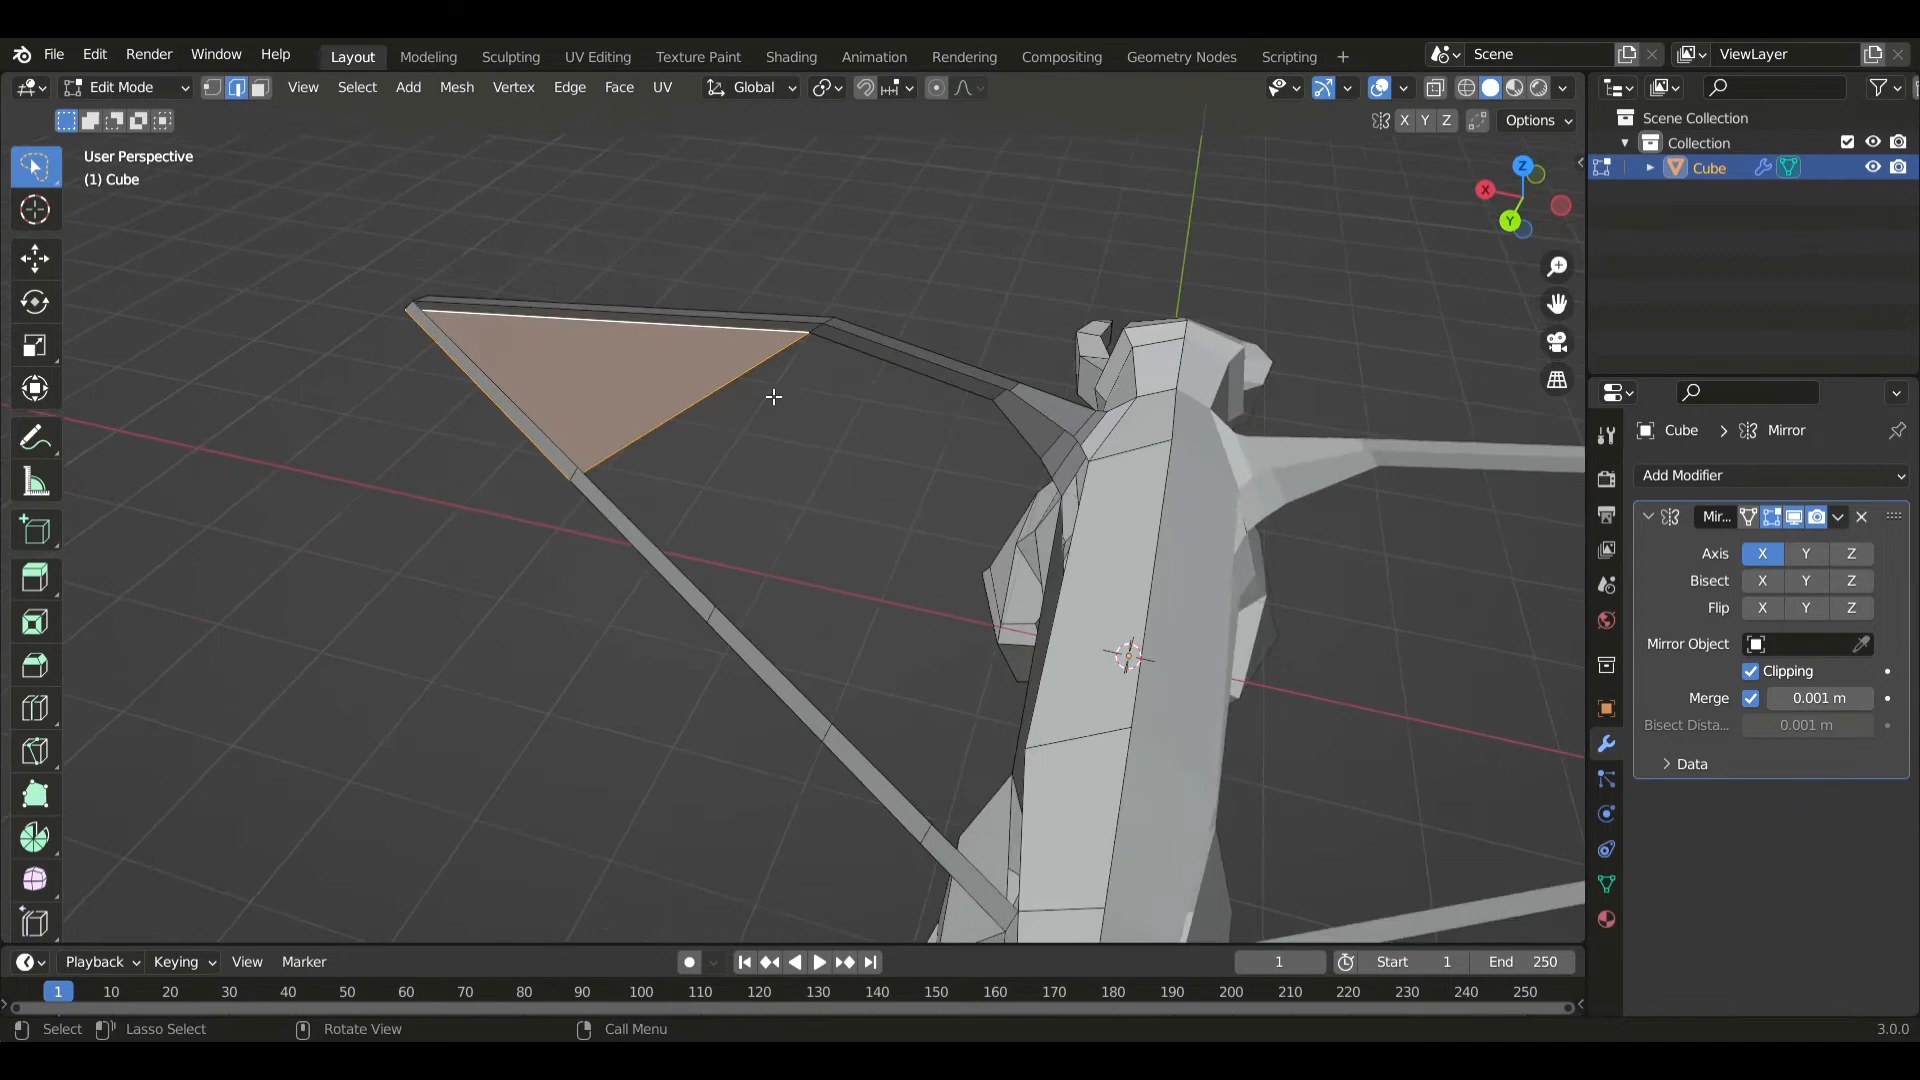 File Edit Render Window Help Layout Modeling Sculpting UV Editing Texture Paint Shading Animation Rendering Compositing Geometry Nodes Scripting + Scene ViewLayer
Edit Mode View Select Add Mesh Vertex Edge Face UV Global
X Y Z Options
User Perspective
(1) Cube
Z
X
Y
Scene Collection
Collection
Cube
Cube > Mirror
Add Modifier
Mir...
Axis X Y Z
Bisect X Y Z
Flip X Y Z
Mirror Object
Clipping
Merge 0.001 m
Bisect Dista... 0.001 m
Data
Playback Keying View Marker 1 Start 1 End 250
1 10 20 30 40 50 60 70 80 90 100 110 120 130 140 150 160 170 180 190 200 210 220 230 240 250
Select Lasso Select Rotate View Call Menu 3.0.0